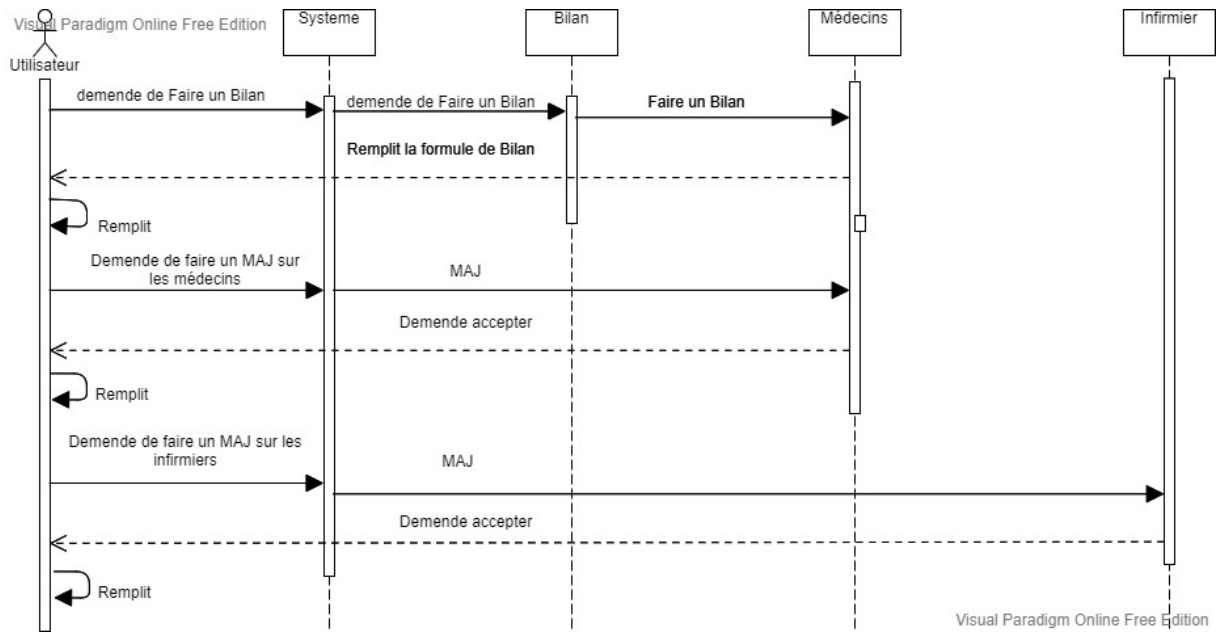 Visual Paradigm Online Free Edition
Systeme
Bilan
Médecins
Infirmier
Utilisateur
demende de Faire un Bilan
demende de Faire un Bilan
Faire un Bilan
Remplit la formule de Bilan
Remplit
Demende de faire un MAJ sur
les médecins
MAJ
Demende accepter
Remplit
Demende de faire un MAJ sur les
infirmiers
MAJ
Demende accepter
Remplit
Visual Paradigm Online Free Edition